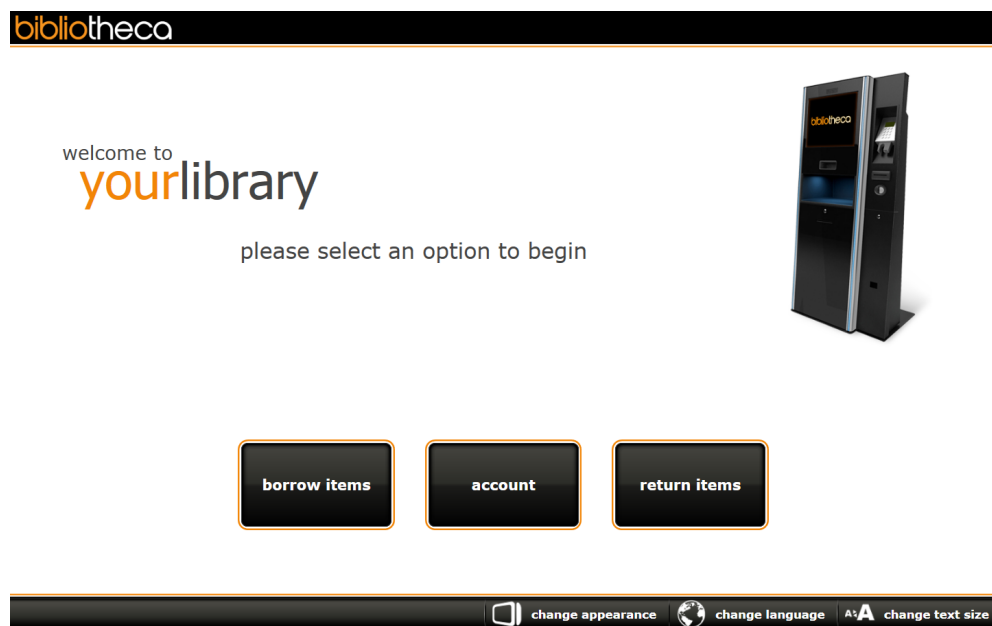 bibliotheca
bibliotheca
welcome to
yourlibrary
please select an option to begin
borrow items
account
return items
change appearance
change language
A:A change text size